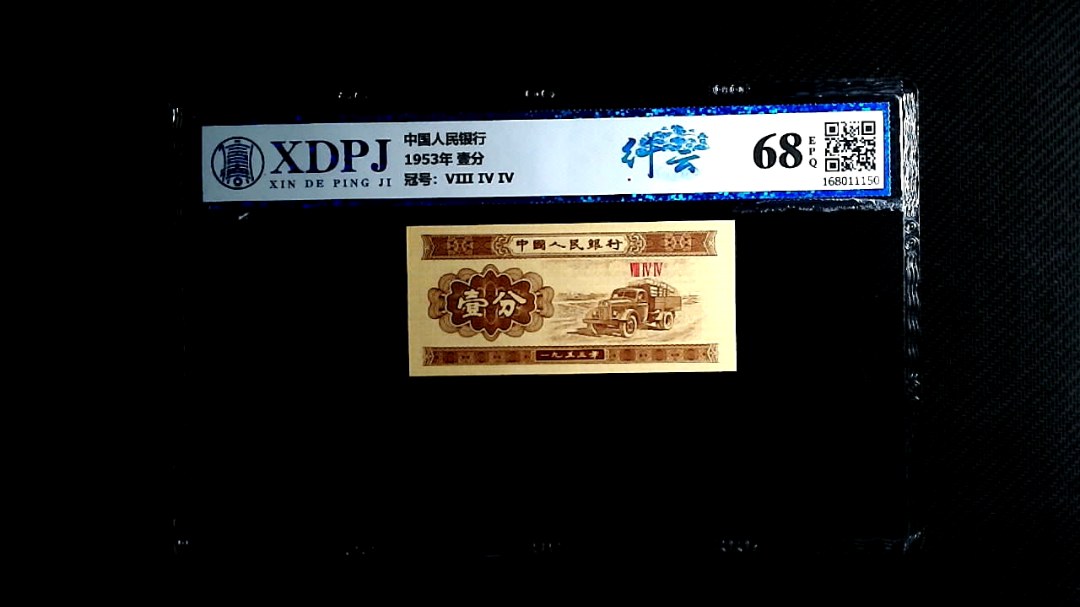 XDPJ
XIN DE PING JI
中国人民银行
1953年 壹分
冠号：VIII IV IV
68
EPQ
168011150
中國人民銀行
VIII IV IV
壹分
一九五三年